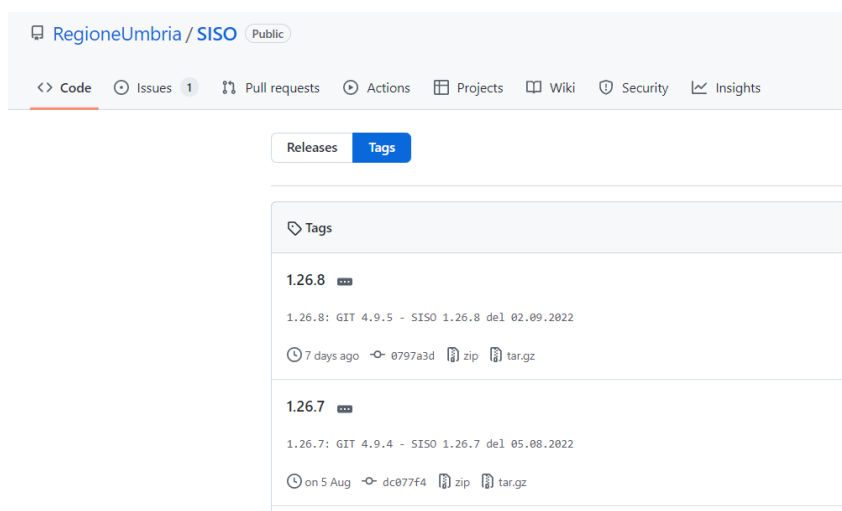 RegioneUmbria / SISO Public
Code Issues 1 Pull requests Actions Projects Wiki Security Insights
Releases Tags
Tags
1.26.8
1.26.8: GIT 4.9.5 - SISO 1.26.8 del 02.09.2022
7 days ago 0797a3d zip tar.gz
1.26.7
1.26.7: GIT 4.9.4 - SISO 1.26.7 del 05.08.2022
on 5 Aug dc077f4 zip tar.gz